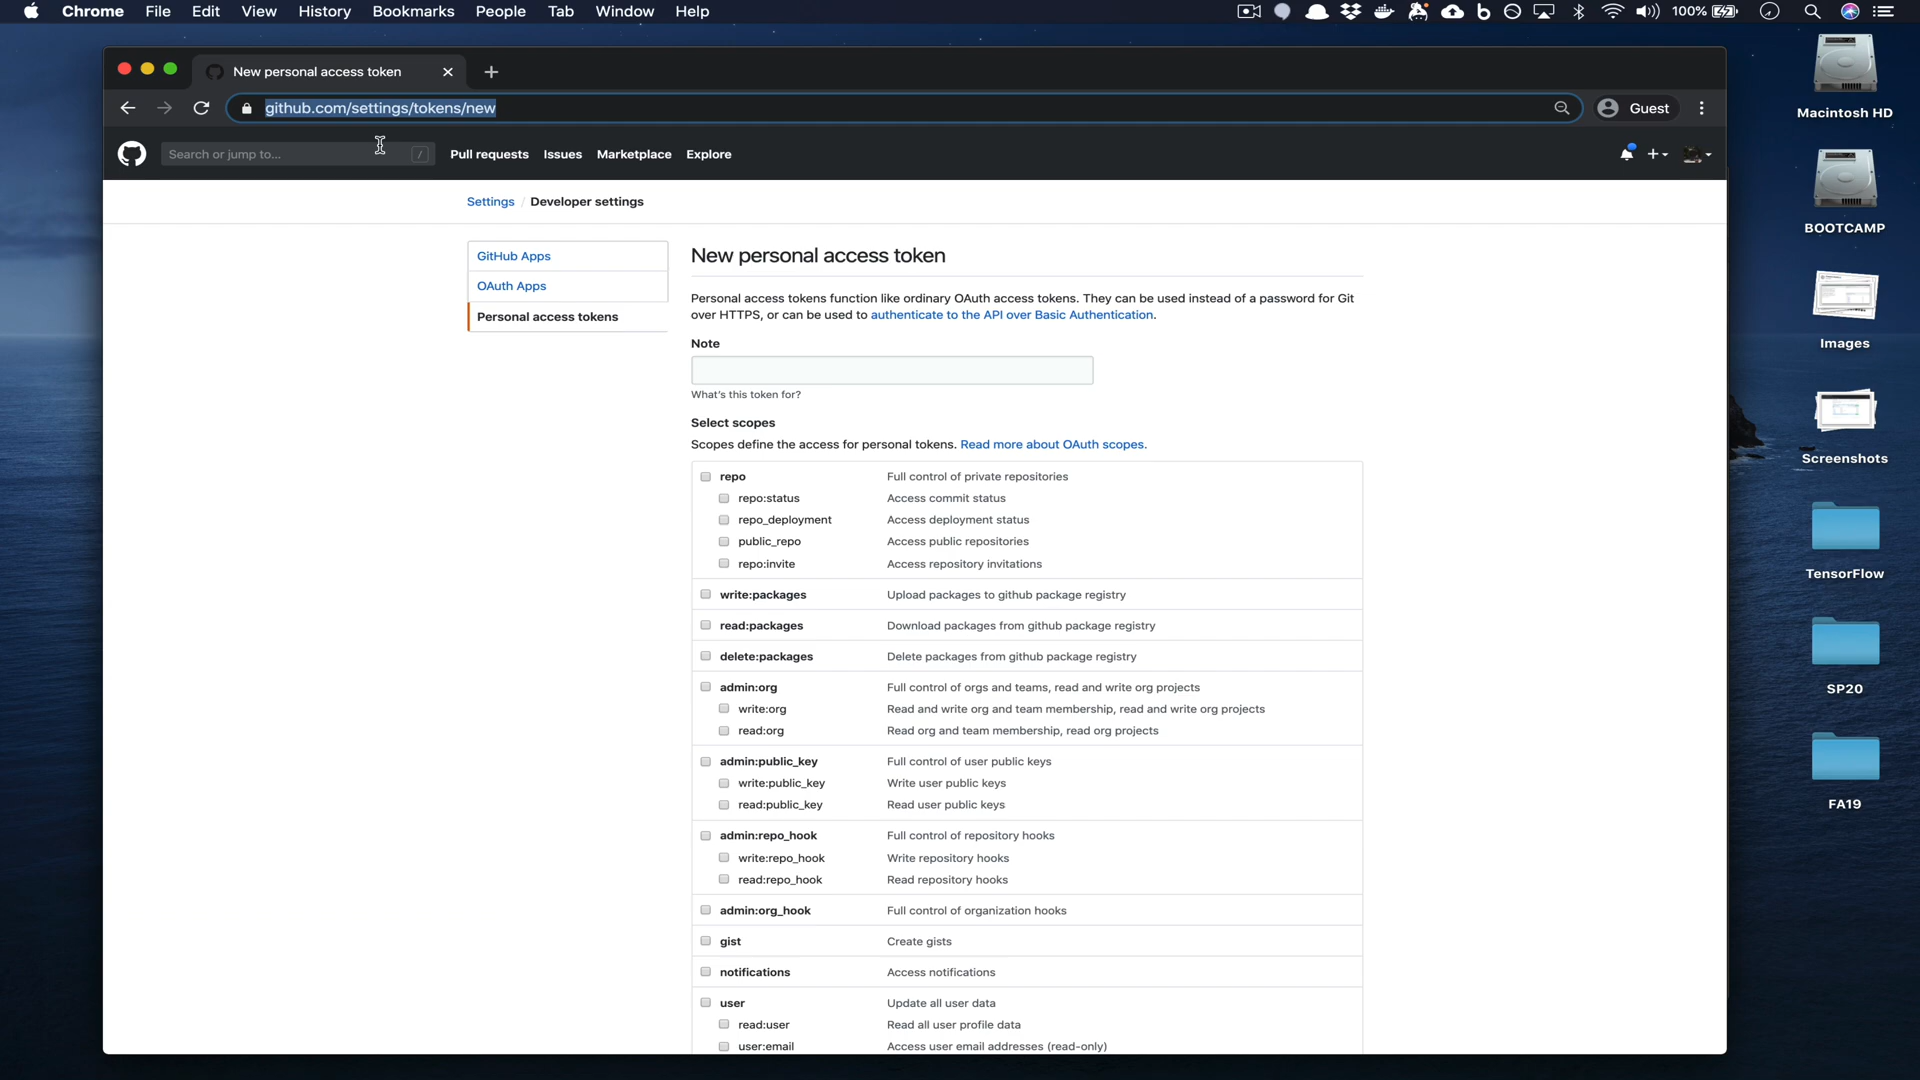 Chrome File Edit View History Bookmarks People Tab Window Help 100%
New personal access token
github.com/settings/tokens/new
Guest
Search or jump to... / Pull requests Issues Marketplace Explore
Settings / Developer settings
GitHub Apps
OAuth Apps
Personal access tokens
New personal access token
Personal access tokens function like ordinary OAuth access tokens. They can be used instead of a password for Git
over HTTPS, or can be used to authenticate to the API over Basic Authentication.
Note
What's this token for?
Select scopes
Scopes define the access for personal tokens. Read more about OAuth scopes.
repo Full control of private repositories
repo:status Access commit status
repo_deployment Access deployment status
public_repo Access public repositories
repo:invite Access repository invitations
write:packages Upload packages to github package registry
read:packages Download packages from github package registry
delete:packages Delete packages from github package registry
admin:org Full control of orgs and teams, read and write org projects
write:org Read and write org and team membership, read and write org projects
read:org Read org and team membership, read org projects
admin:public_key Full control of user public keys
write:public_key Write user public keys
read:public_key Read user public keys
admin:repo_hook Full control of repository hooks
write:repo_hook Write repository hooks
read:repo_hook Read repository hooks
admin:org_hook Full control of organization hooks
gist Create gists
notifications Access notifications
user Update all user data
read:user Read all user profile data
user:email Access user email addresses (read-only)
Macintosh HD
BOOTCAMP
Images
Screenshots
TensorFlow
SP20
FA19